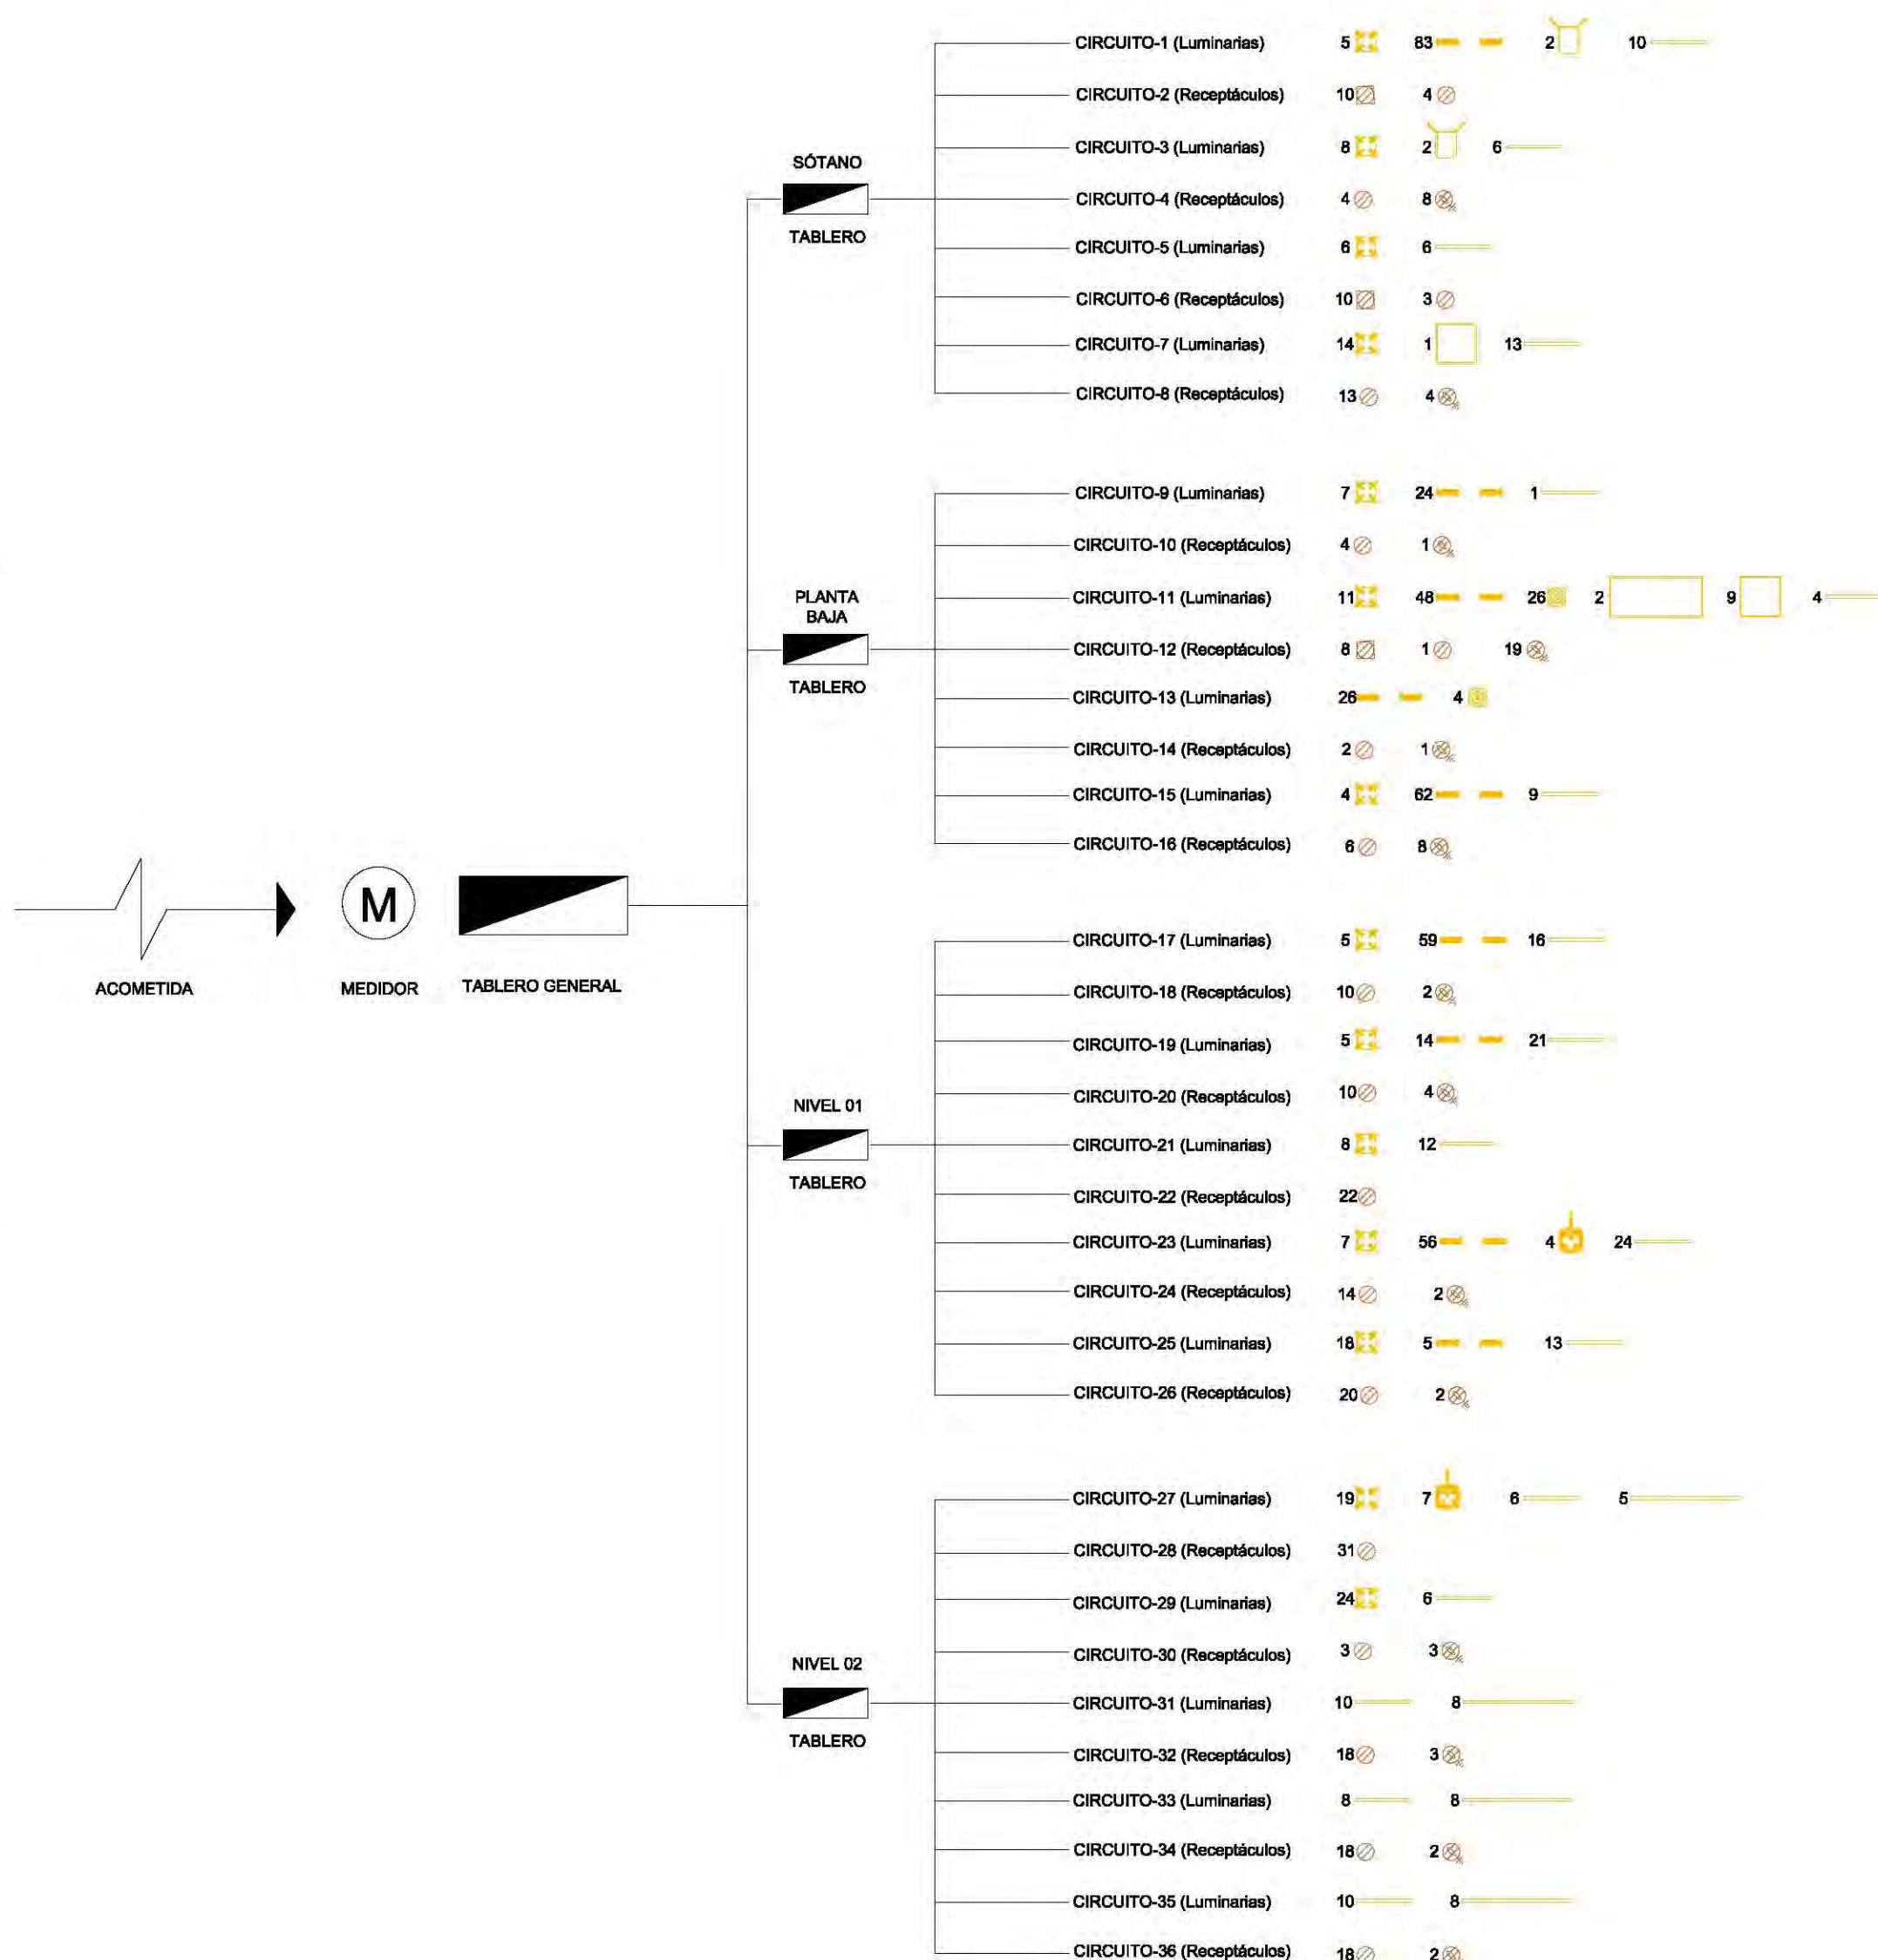 CIRCUITO-1 (Luminarias) 5 83 2 10
CIRCUITO-2 (Receptáculos) 10 4
CIRCUITO-3 (Luminarias) 8 2 6
SÓTANO
CIRCUITO-4 (Receptáculos) 4 8
TABLERO
CIRCUITO-5 (Luminarias) 6 6
CIRCUITO-6 (Receptáculos) 10 3
CIRCUITO-7 (Luminarias) 14 1 13
CIRCUITO-8 (Receptáculos) 13 4
CIRCUITO-9 (Luminarias) 7 24 1
CIRCUITO-10 (Receptáculos) 4 1
PLANTA
BAJA
CIRCUITO-11 (Luminarias) 11 48 26 2 9 4
CIRCUITO-12 (Receptáculos) 8 1 19
TABLERO
CIRCUITO-13 (Luminarias) 26 4
CIRCUITO-14 (Receptáculos) 2 1
CIRCUITO-15 (Luminarias) 4 62 9
CIRCUITO-16 (Receptáculos) 6 8
M
ACOMETIDA
MEDIDOR
TABLERO GENERAL
CIRCUITO-17 (Luminarias) 5 59 16
CIRCUITO-18 (Receptáculos) 10 2
CIRCUITO-19 (Luminarias) 5 14 21
CIRCUITO-20 (Receptáculos) 10 4
NIVEL 01
CIRCUITO-21 (Luminarias) 8 12
TABLERO
CIRCUITO-22 (Receptáculos) 22
CIRCUITO-23 (Luminarias) 7 56 4 24
CIRCUITO-24 (Receptáculos) 14 2
CIRCUITO-25 (Luminarias) 18 5 13
CIRCUITO-26 (Receptáculos) 20 2
CIRCUITO-27 (Luminarias) 19 7 6 5
CIRCUITO-28 (Receptáculos) 31
CIRCUITO-29 (Luminarias) 24 6
CIRCUITO-30 (Receptáculos) 3 3
NIVEL 02
CIRCUITO-31 (Luminarias) 10 8
TABLERO
CIRCUITO-32 (Receptáculos) 18 3
CIRCUITO-33 (Luminarias) 8 8
CIRCUITO-34 (Receptáculos) 18 2
CIRCUITO-35 (Luminarias) 10 8
CIRCUITO-36 (Receptáculos) 18 2